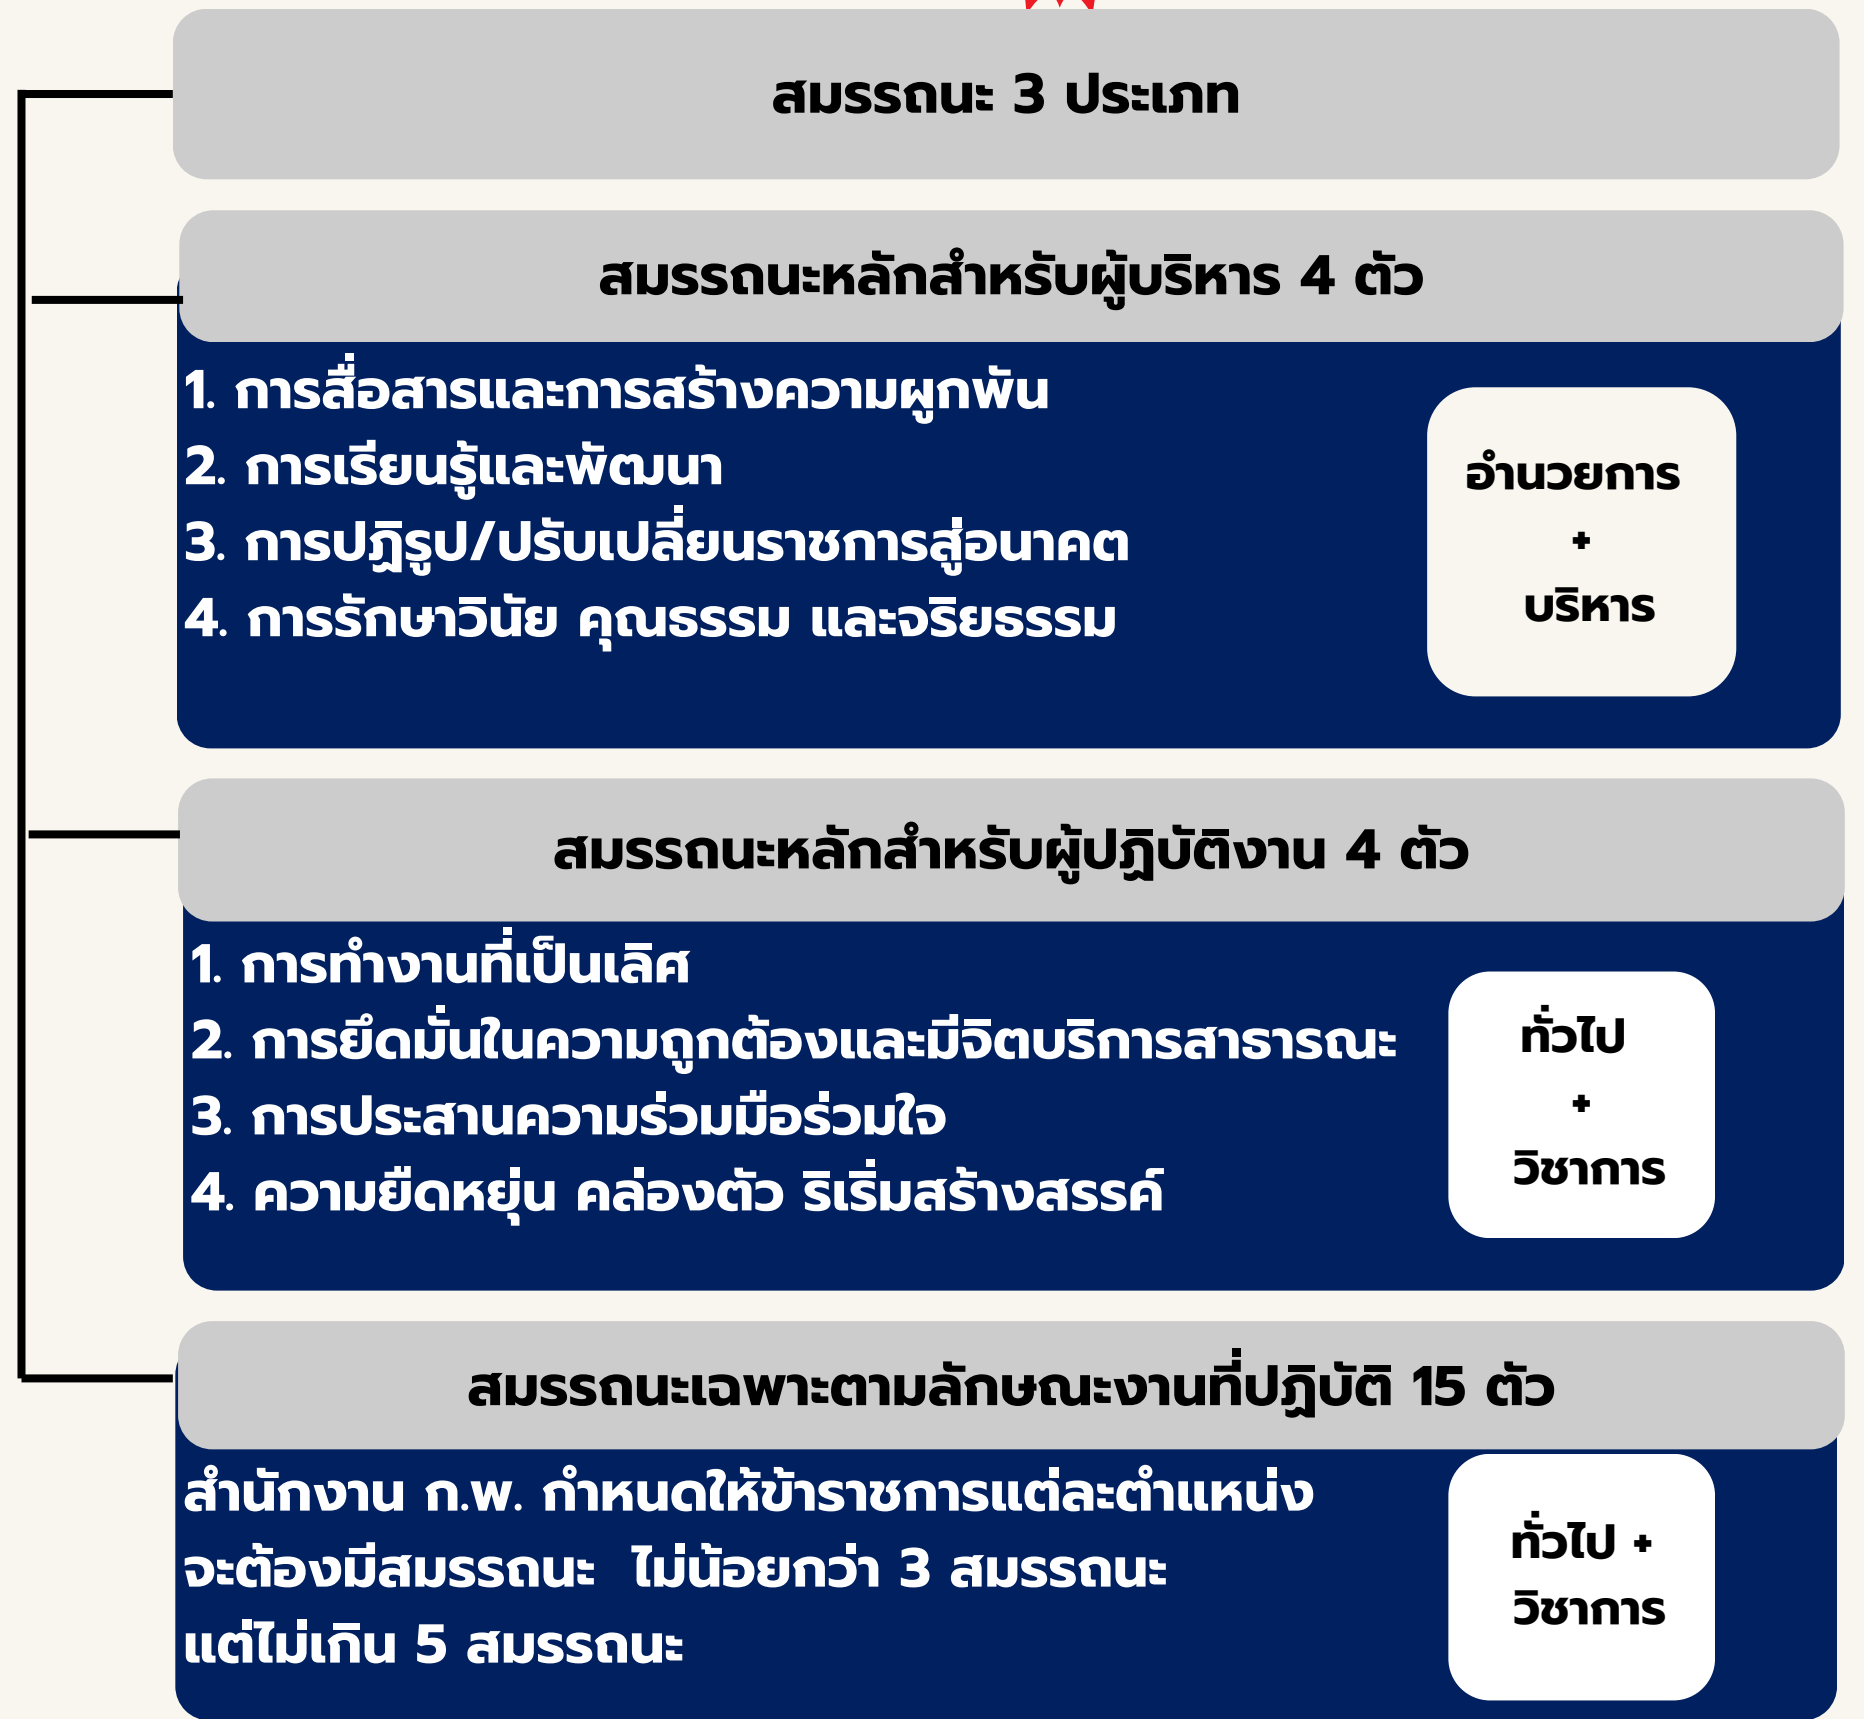 สมรรถนะ 3 ประเภท
สมรรถนะหลักสำหรับผู้บริหาร 4 ตัว
1. การสื่อสารและการสร้างความผูกพัน
2. การเรียนรู้และพัฒนา
3. การปฏิรูป/ปรับเปลี่ยนราชการสู่อนาคต
4. การรักษาวินัย คุณธรรม และจริยธรรม
อำนวยการ
+
บริหาร
สมรรถนะหลักสำหรับผู้ปฏิบัติงาน 4 ตัว
1. การทำงานที่เป็นเลิศ
2. การยึดมั่นในความถูกต้องและมีจิตบริการสาธารณะ
3. การประสานความร่วมมือร่วมใจ
4. ความยืดหยุ่น คล่องตัว ริเริ่มสร้างสรรค์
ทั่วไป
+
วิชาการ
สมรรถนะเฉพาะตามลักษณะงานที่ปฏิบัติ 15 ตัว
สำนักงาน ก.พ. กำหนดให้ข้าราชการแต่ละตำแหน่ง
จะต้องมีสมรรถนะ ไม่น้อยกว่า 3 สมรรถนะ
แต่ไม่เกิน 5 สมรรถนะ
ทั่วไป +
วิชาการ